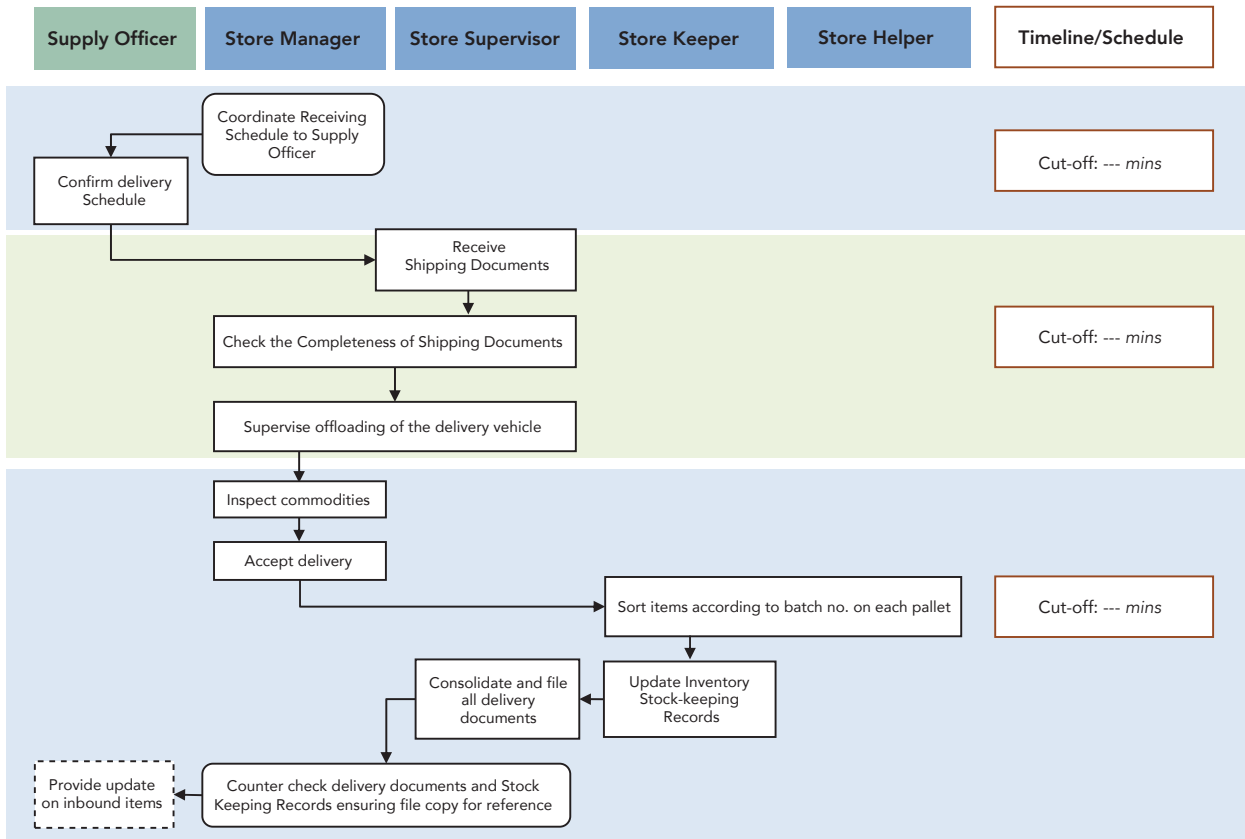 Supply Officer
Store Manager
Store Supervisor
Store Keeper
Store Helper
Timeline/Schedule
Coordinate Receiving
Schedule to Supply
Officer
Cut-off: --- mins
Confirm delivery
Schedule
Receive
Shipping Documents
Check the Completeness of Shipping Documents
Cut-off: --- mins
Supervise offloading of the delivery vehicle
Inspect commodities
Accept delivery
Sort items according to batch no. on each pallet
Cut-off: --- mins
Update Inventory
Stock-keeping
Records
Consolidate and file
all delivery
documents
Counter check delivery documents and Stock
Keeping Records ensuring file copy for reference
Provide update
on inbound items